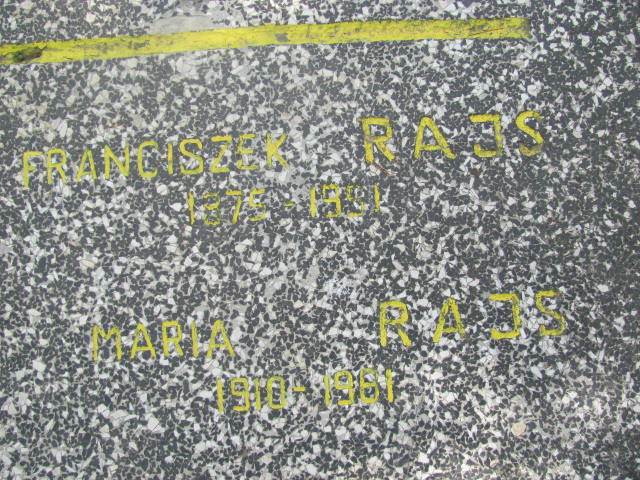 FRANCISZEK RAJS
1875-1951
MARIA RAJS
1910-1961